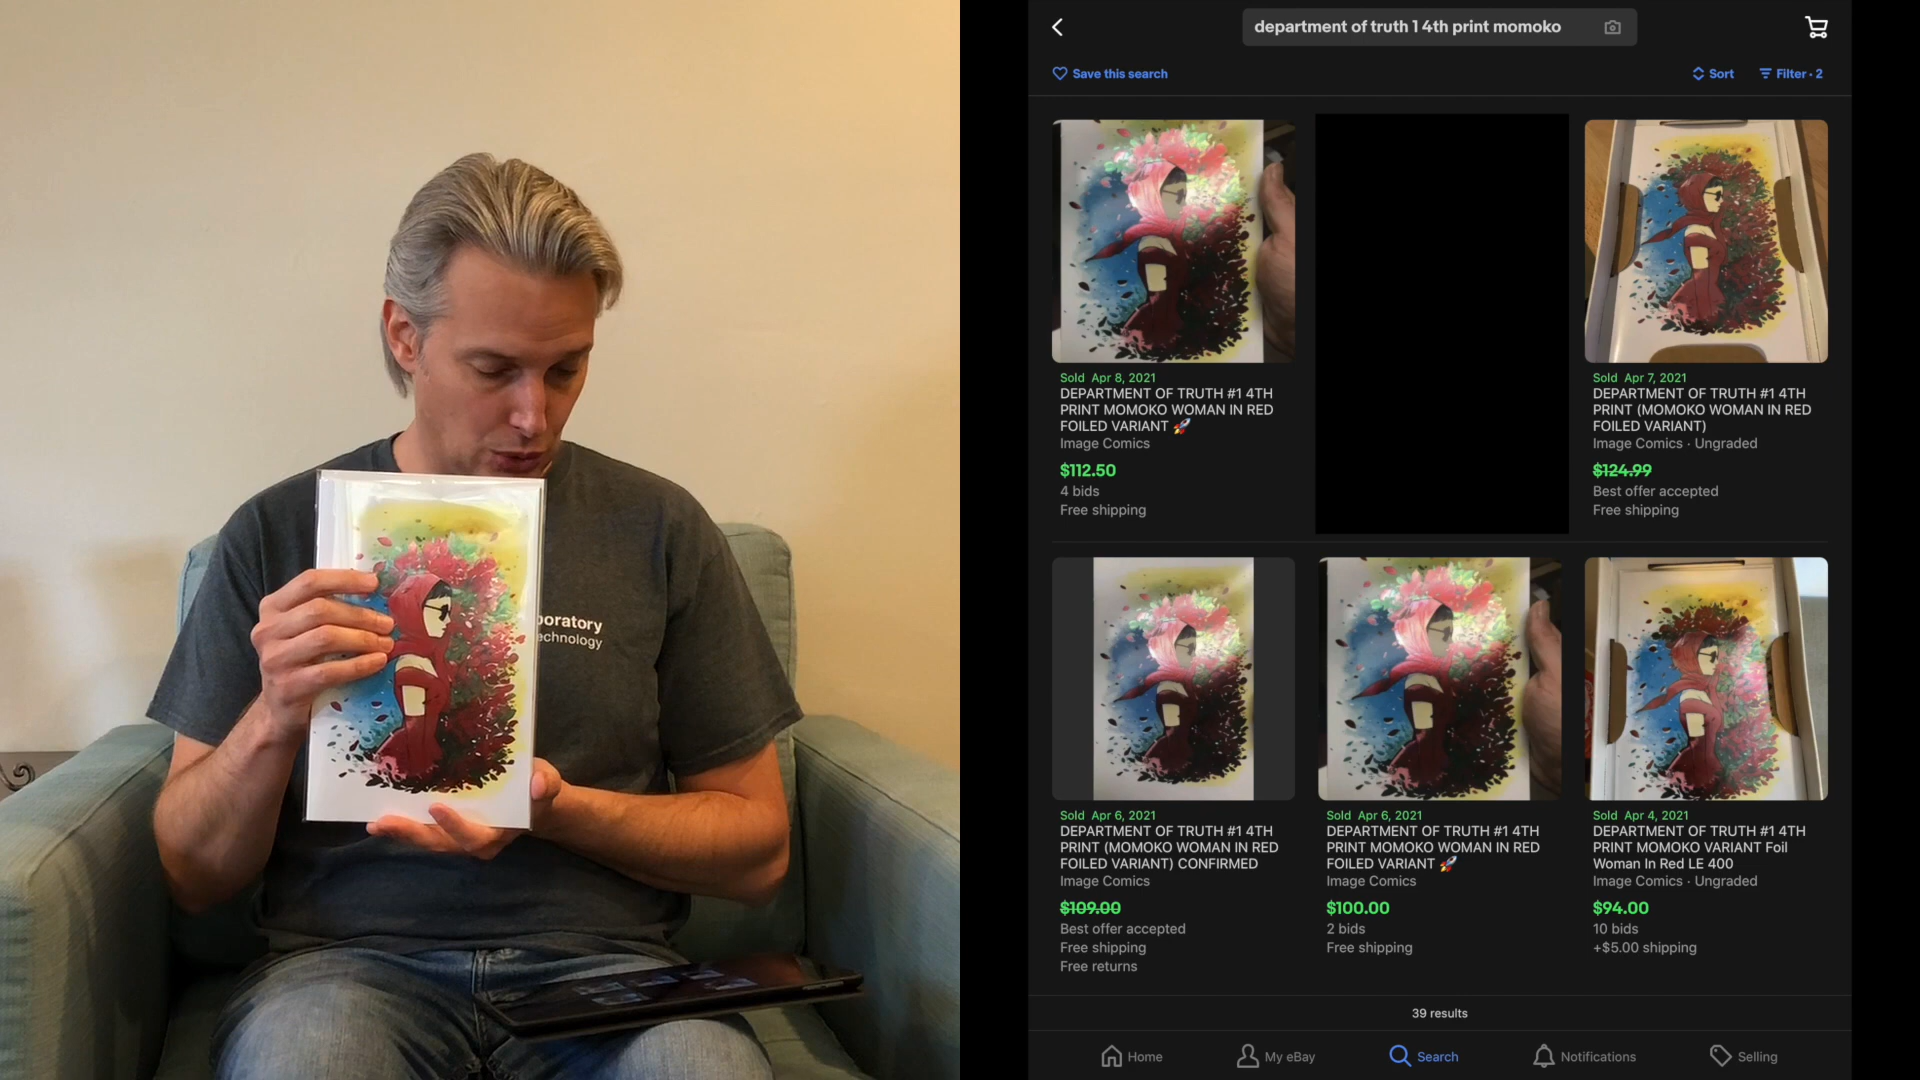 boratory
echnology
department of truth 1 4th print momoko
Save this search
Sort
Filter · 2
Sold Apr 8, 2021
DEPARTMENT OF TRUTH #1 4TH
PRINT MOMOKO WOMAN IN RED
FOILED VARIANT 🚀
Image Comics
$112.50
4 bids
Free shipping
Sold Apr 7, 2021
DEPARTMENT OF TRUTH #1 4TH
PRINT (MOMOKO WOMAN IN RED
FOILED VARIANT)
Image Comics · Ungraded
$124.99
Best offer accepted
Free shipping
Sold Apr 6, 2021
DEPARTMENT OF TRUTH #1 4TH
PRINT (MOMOKO WOMAN IN RED
FOILED VARIANT) CONFIRMED
Image Comics
$109.00
Best offer accepted
Free shipping
Free returns
Sold Apr 6, 2021
DEPARTMENT OF TRUTH #1 4TH
PRINT MOMOKO WOMAN IN RED
FOILED VARIANT 🚀
Image Comics
$100.00
2 bids
Free shipping
Sold Apr 4, 2021
DEPARTMENT OF TRUTH #1 4TH
PRINT MOMOKO VARIANT Foil
Woman In Red LE 400
Image Comics · Ungraded
$94.00
10 bids
+$5.00 shipping
39 results
Home
My eBay
Search
Notifications
Selling